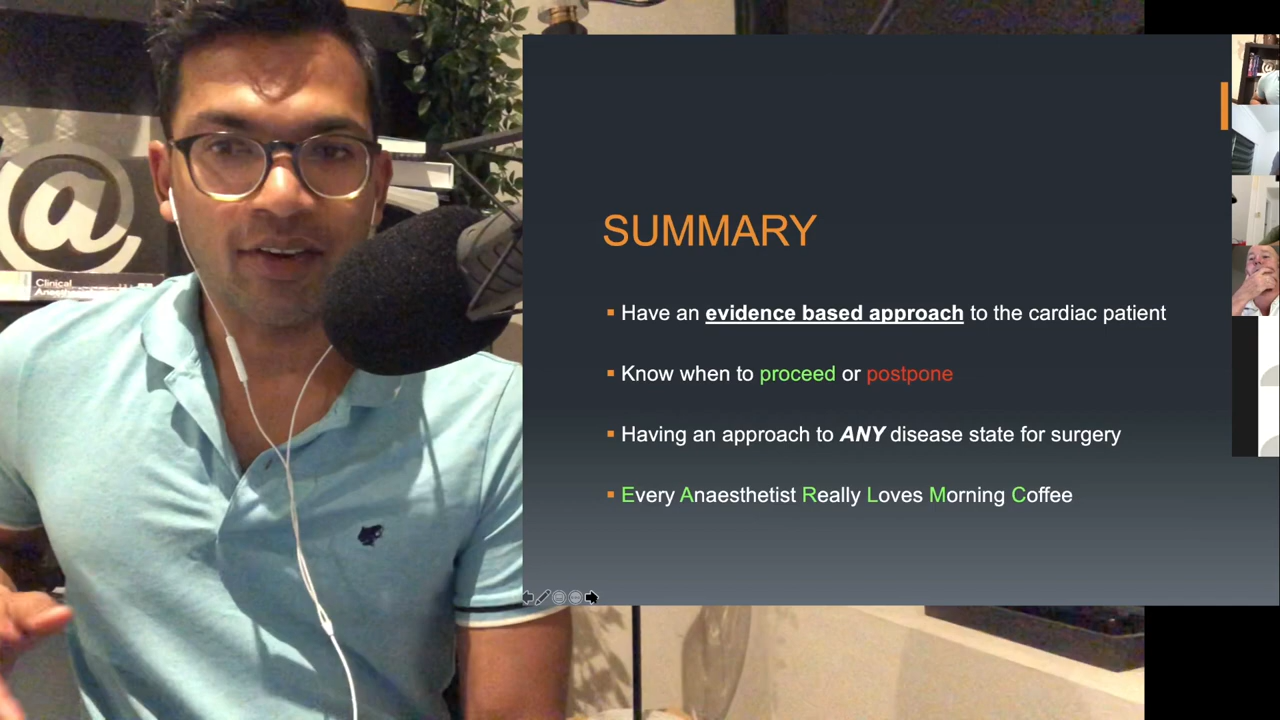 @
Clinical
SUMMARY
▪ Have an evidence based approach to the cardiac patient
▪ Know when to proceed or postpone
▪ Having an approach to ANY disease state for surgery
▪ Every Anaesthetist Really Loves Morning Coffee